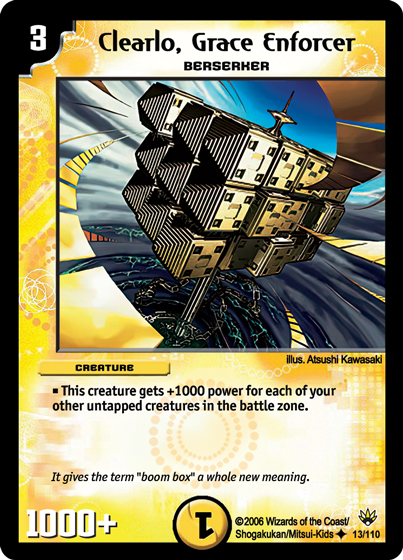 3
Clearlo, Grace Enforcer
BERSERKER
illus. Atsushi Kawasaki
CREATURE
▪ This creature gets +1000 power for each of your
other untapped creatures in the battle zone.
It gives the term "boom box" a whole new meaning.
1000+
1
©2006 Wizards of the Coast/
Shogakukan/Mitsui-Kids ✦ 13/110